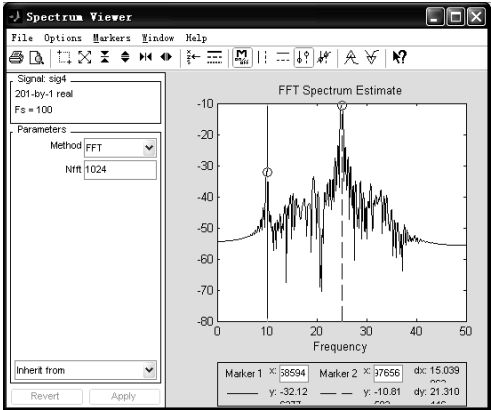 Spectrum Viewer
File Options Markers Window Help
Signal: sig4
201-by-1 real
Fs = 100
Parameters
Method FFT
Nfft 1024
Inherit from
Revert Apply
FFT Spectrum Estimate
-10
-20
-30
-40
-50
-60
-70
-80
0 10 20 30 40 50
Frequency
Marker 1 x: 58594 Marker 2 x: 97656 dx: 15.039
y: -32.12 y: -10.81 dy: 21.310